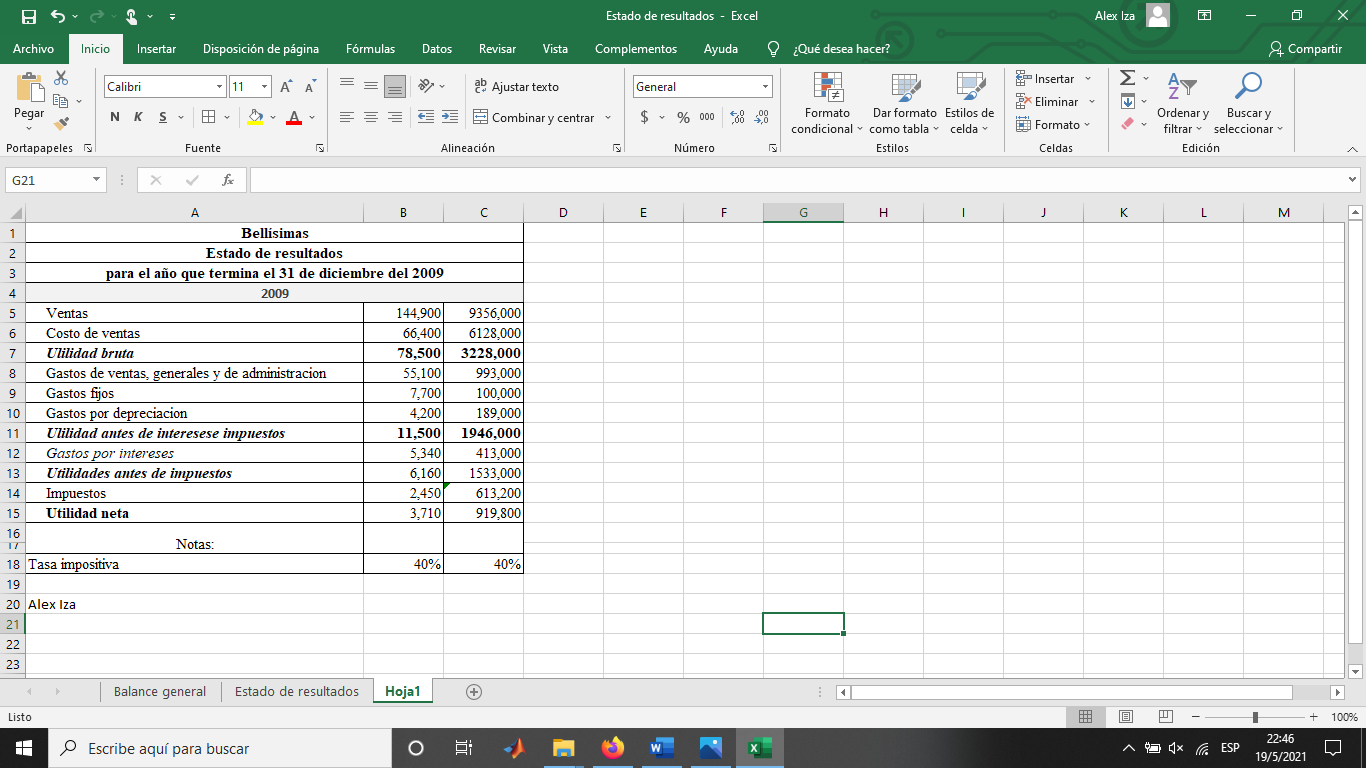 Estado de resultados - Excel
Alex Iza
Archivo Inicio Insertar Disposición de página Fórmulas Datos Revisar Vista Complementos Ayuda ¿Qué desea hacer? Compartir
Pegar
Portapapeles
Calibri 11
N K S A
Fuente
Ajustar texto
Combinar y centrar
Alineación
General
$ % 000
Número
Formato condicional
Dar formato como tabla
Estilos de celda
Estilos
Insertar
Eliminar
Formato
Celdas
Ordenar y filtrar
Buscar y seleccionar
Edición
G21 fx
A B C D E F G H I J K L M
1 Bellísimas
2 Estado de resultados
3 para el año que termina el 31 de diciembre del 2009
4 2009
5 Ventas 144,900 9356,000
6 Costo de ventas 66,400 6128,000
7 Ulilidad bruta 78,500 3228,000
8 Gastos de ventas, generales y de administracion 55,100 993,000
9 Gastos fijos 7,700 100,000
10 Gastos por depreciacion 4,200 189,000
11 Ulilidad antes de interesese impuestos 11,500 1946,000
12 Gastos por intereses 5,340 413,000
13 Utilidades antes de impuestos 6,160 1533,000
14 Impuestos 2,450 613,200
15 Utilidad neta 3,710 919,800
16
17 Notas:
18 Tasa impositiva 40% 40%
19
20 Alex Iza
21
22
23
Balance general Estado de resultados Hoja1
Listo 100%
Escribe aquí para buscar
ESP
22:46
19/5/2021